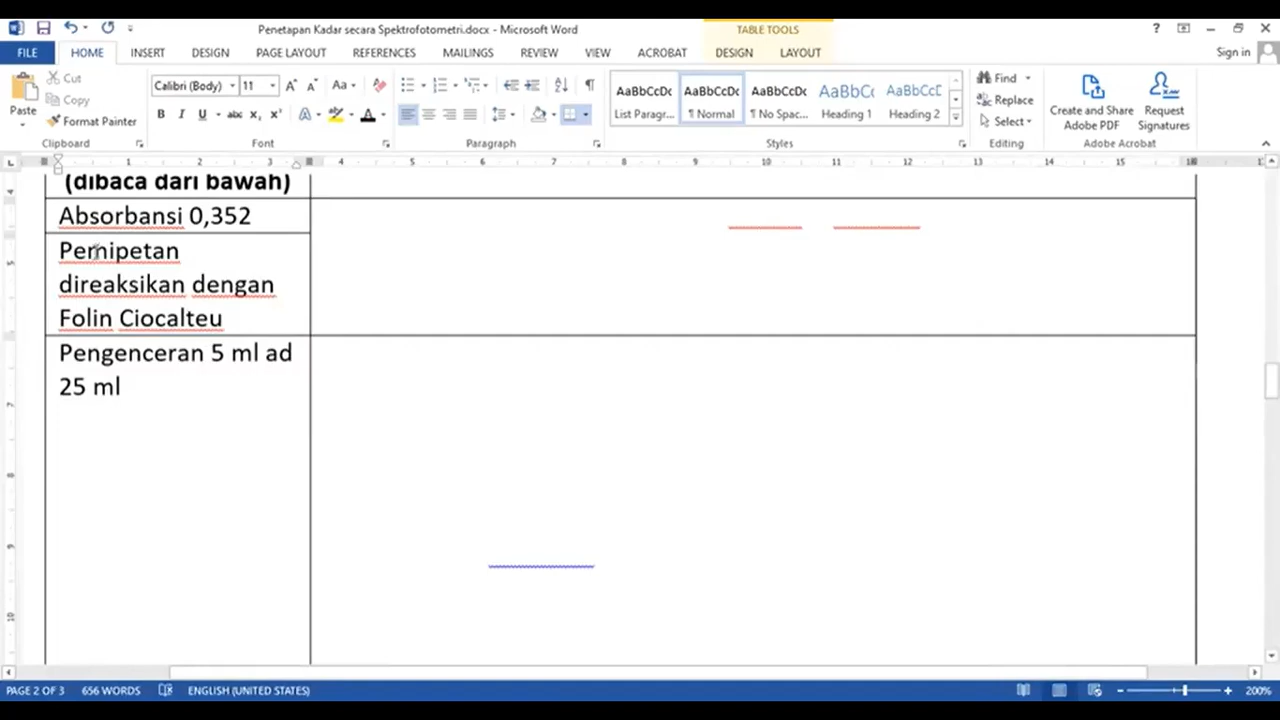 Penetapan Kadar secara Spektrofotometri.docx - Microsoft Word
TABLE TOOLS
?
FILE
HOME
INSERT
DESIGN
PAGE LAYOUT
REFERENCES
MAILINGS
REVIEW
VIEW
ACROBAT
DESIGN
LAYOUT
Sign in
Paste
Cut
Copy
Format Painter
Clipboard
Calibri (Body)
11
Font
Paragraph
AaBbCcDc
List Paragr...
AaBbCcDc
¶ Normal
AaBbCcDc
¶ No Spac...
AaBbCc
Heading 1
AaBbCcD
Heading 2
Styles
Find
Replace
Select
Editing
Create and Share
Adobe PDF
Request
Signatures
Adobe Acrobat
(dibaca dari bawah)
Absorbansi 0,352
Pemipetan
direaksikan dengan
Folin Ciocalteu
Pengenceran 5 ml ad
25 ml
PAGE 2 OF 3
656 WORDS
ENGLISH (UNITED STATES)
200%